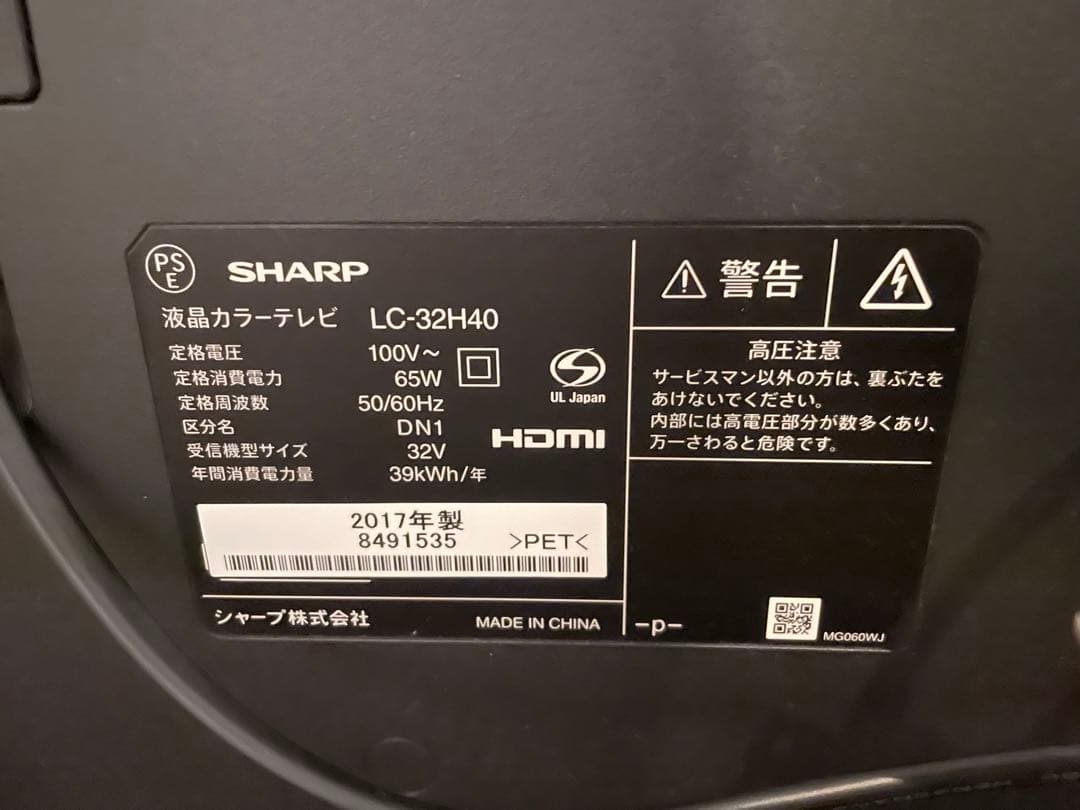 PSE SHARP
液晶カラーテレビ LC-32H40
定格電圧 100V~
定格消費電力 65W
定格周波数 50/60Hz
区分名 DN1
受信機型サイズ 32V
年間消費電力量 39kWh/年
UL Japan
HDMI
2017年製
8491535 >PET<
シャープ株式会社 MADE IN CHINA
警告
高圧注意
サービスマン以外の方は、裏ぶたを
あけないでください。
内部には高電圧部分が数多くあり、
万一さわると危険です。
-p-
MG060WJ